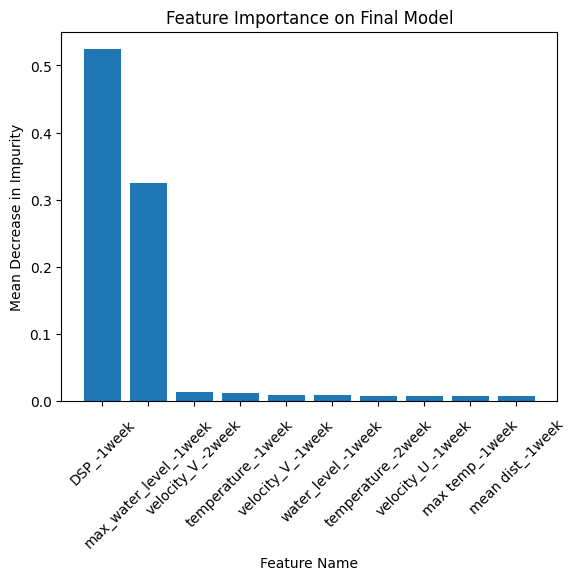 Feature Importance on Final Model
Mean Decrease in Impurity
0.5
0.4
0.3
0.2
0.1
0.0
DSP_-1week
max_water_level_-1week
velocity_V_-2week
temperature_-1week
velocity_V_-1week
water_level_-1week
temperature_-2week
velocity_U_-1week
max temp_-1week
mean dist_-1week
Feature Name